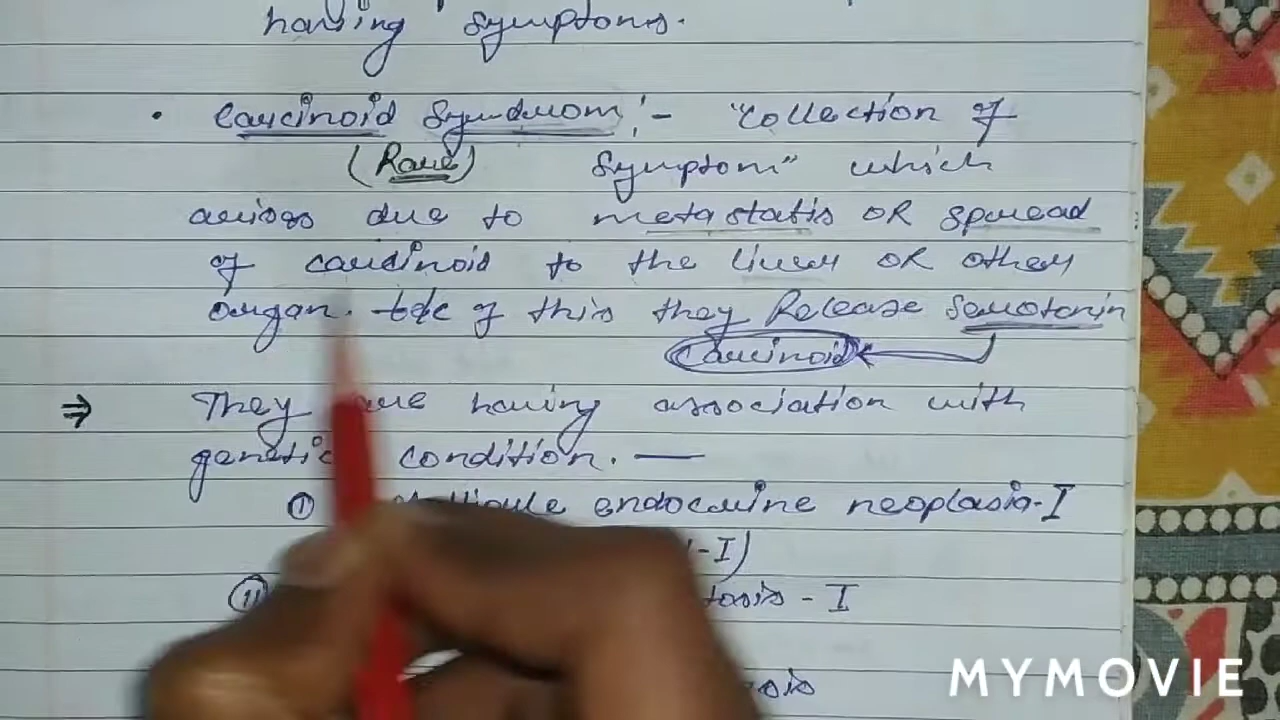 having symptoms.
• Carcinoid Syndrom :- "Collection of
(Rare) Symptom" which
arises due to metastatis OR spread
of carcinoid to the liver OR other
organ. b/c of this they Release Serotonin
Carcinoid
⇒ They are having association with
genetic condition. —
① endocrine neoplasia-I
-I)
⑪ tosis - I
osis
MYMOVIE